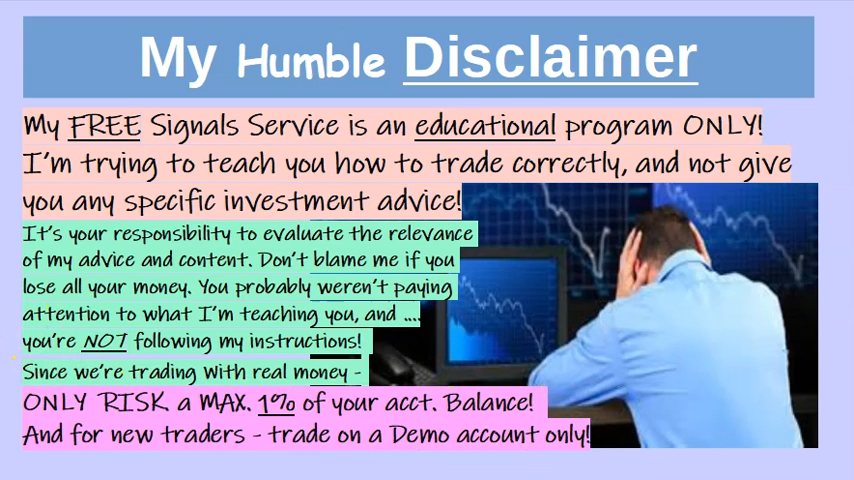 My Humble Disclaimer
My FREE Signals Service is an educational program ONLY!
I'm trying to teach you how to trade correctly, and not give
you any specific investment advice!
It's your responsibility to evaluate the relevance
of my advice and content. Don't blame me if you
lose all your money. You probably weren't paying
attention to what I'm teaching you, and ....
you're NOT following my instructions!
Since we're trading with real money -
ONLY RISK a MAX. 1% of your acct. Balance!
And for new traders - trade on a Demo account only!